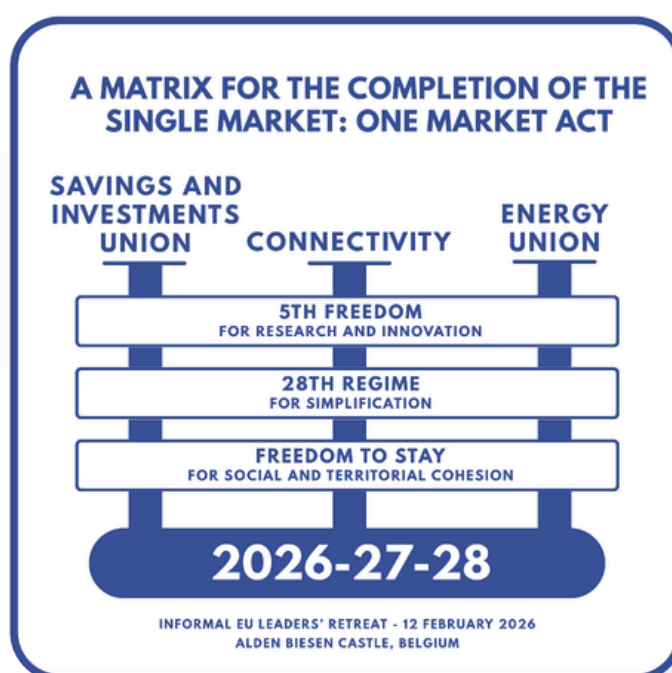 A MATRIX FOR THE COMPLETION OF THE
SINGLE MARKET: ONE MARKET ACT
SAVINGS AND
INVESTMENTS
UNION
CONNECTIVITY
ENERGY
UNION
5TH FREEDOM
FOR RESEARCH AND INNOVATION
28TH REGIME
FOR SIMPLIFICATION
FREEDOM TO STAY
FOR SOCIAL AND TERRITORIAL COHESION
2026-27-28
INFORMAL EU LEADERS' RETREAT - 12 FEBRUARY 2026
ALDEN BIESEN CASTLE, BELGIUM